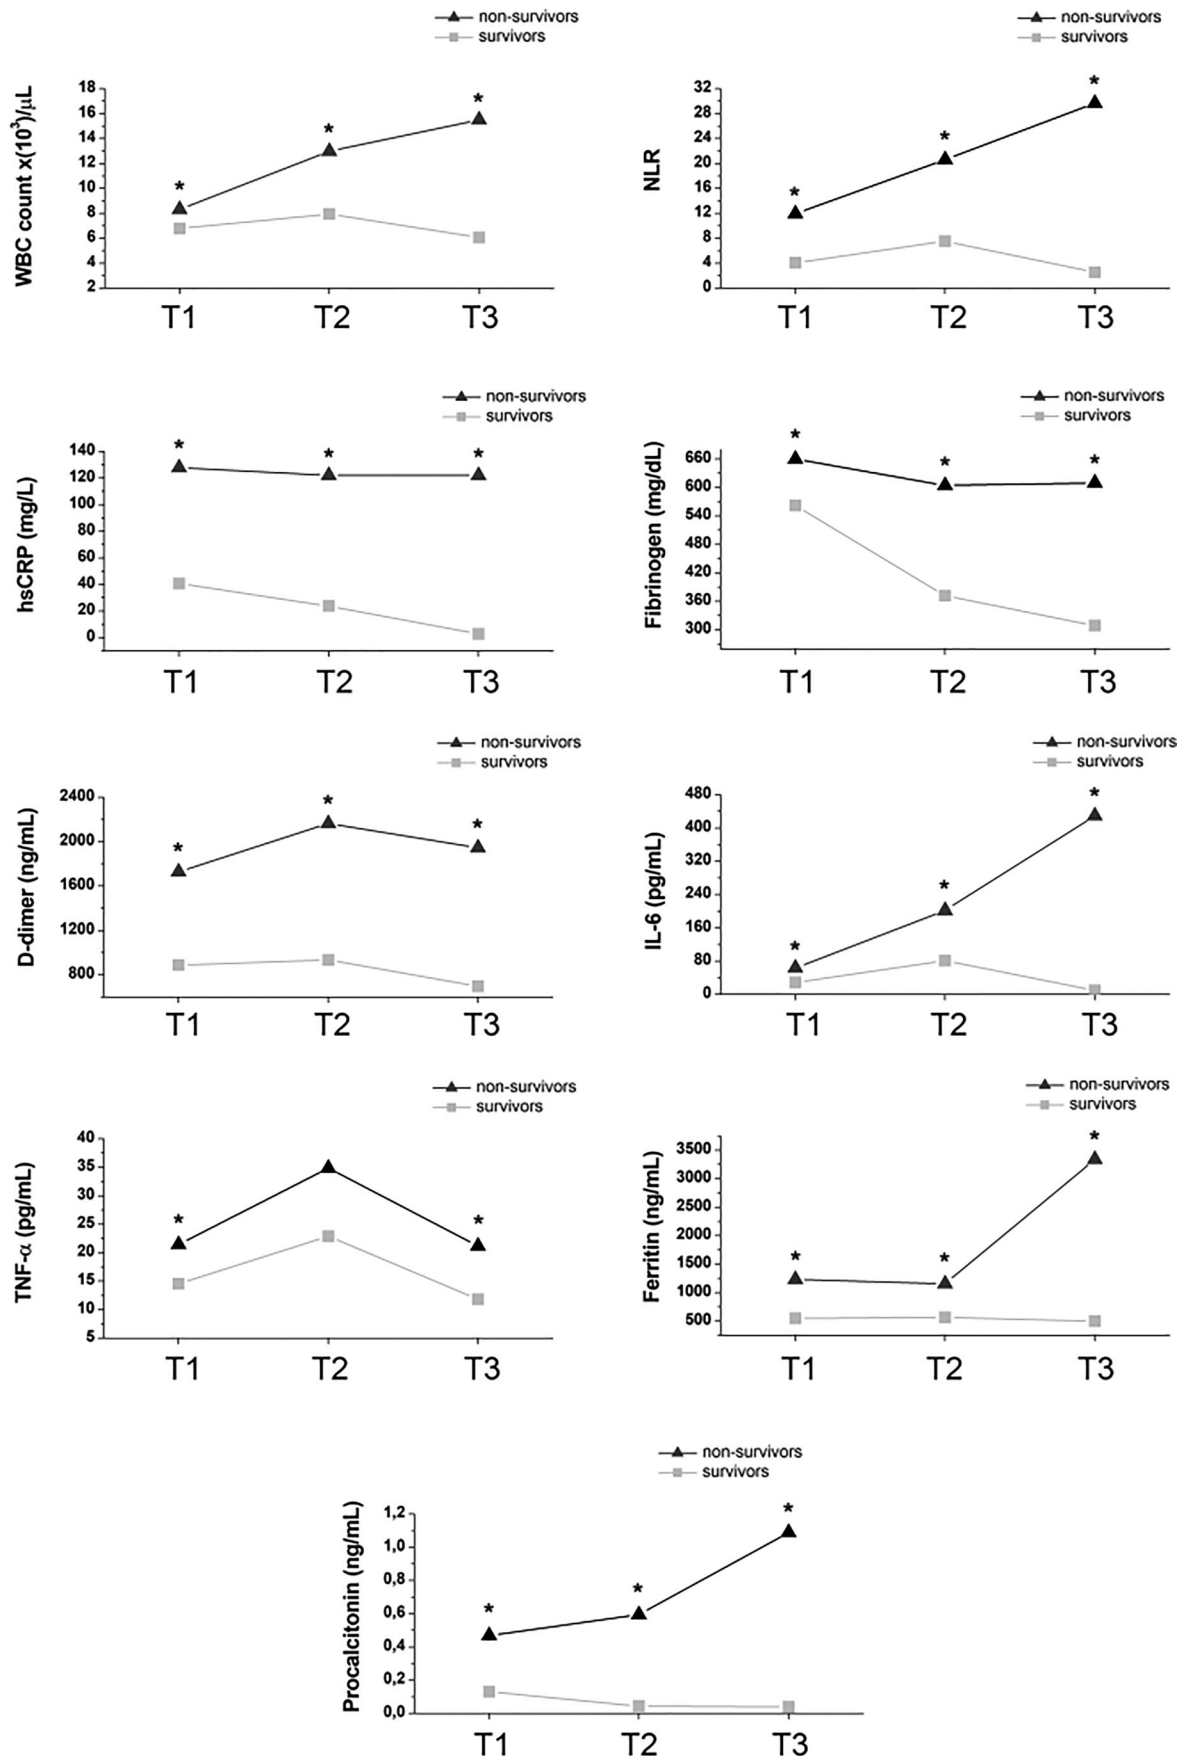 non-survivors
survivors
WBC count x(10³)/μL
18
16
14
12
10
8
6
4
2
*
*
*
T1
T2
T3
non-survivors
survivors
NLR
32
28
24
20
16
12
8
4
0
*
*
*
T1
T2
T3
non-survivors
survivors
hsCRP (mg/L)
140
120
100
80
60
40
20
0
*
*
*
T1
T2
T3
non-survivors
survivors
Fibrinogen (mg/dL)
660
600
540
480
420
360
300
*
*
*
T1
T2
T3
non-survivors
survivors
D-dimer (ng/mL)
2400
2000
1600
1200
800
*
*
*
T1
T2
T3
non-survivors
survivors
IL-6 (pg/mL)
480
400
320
240
160
80
0
*
*
*
T1
T2
T3
non-survivors
survivors
TNF-α (pg/mL)
40
35
30
25
20
15
10
5
*
*
T1
T2
T3
non-survivors
survivors
Ferritin (ng/mL)
3500
3000
2500
2000
1500
1000
500
*
*
*
T1
T2
T3
non-survivors
survivors
Procalcitonin (ng/mL)
1,2
1,0
0,8
0,6
0,4
0,2
0,0
*
*
*
T1
T2
T3